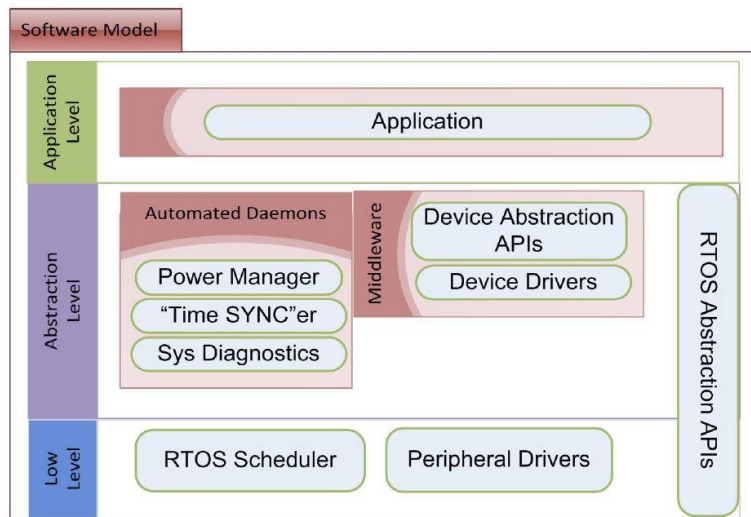 Software Model
Application
Level
Application
Abstraction
Level
Automated Daemons
Power Manager
“Time SYNC”er
Sys Diagnostics
Middleware
Device Abstraction
APIs
Device Drivers
RTOS Abstraction APIs
Low
Level
RTOS Scheduler
Peripheral Drivers